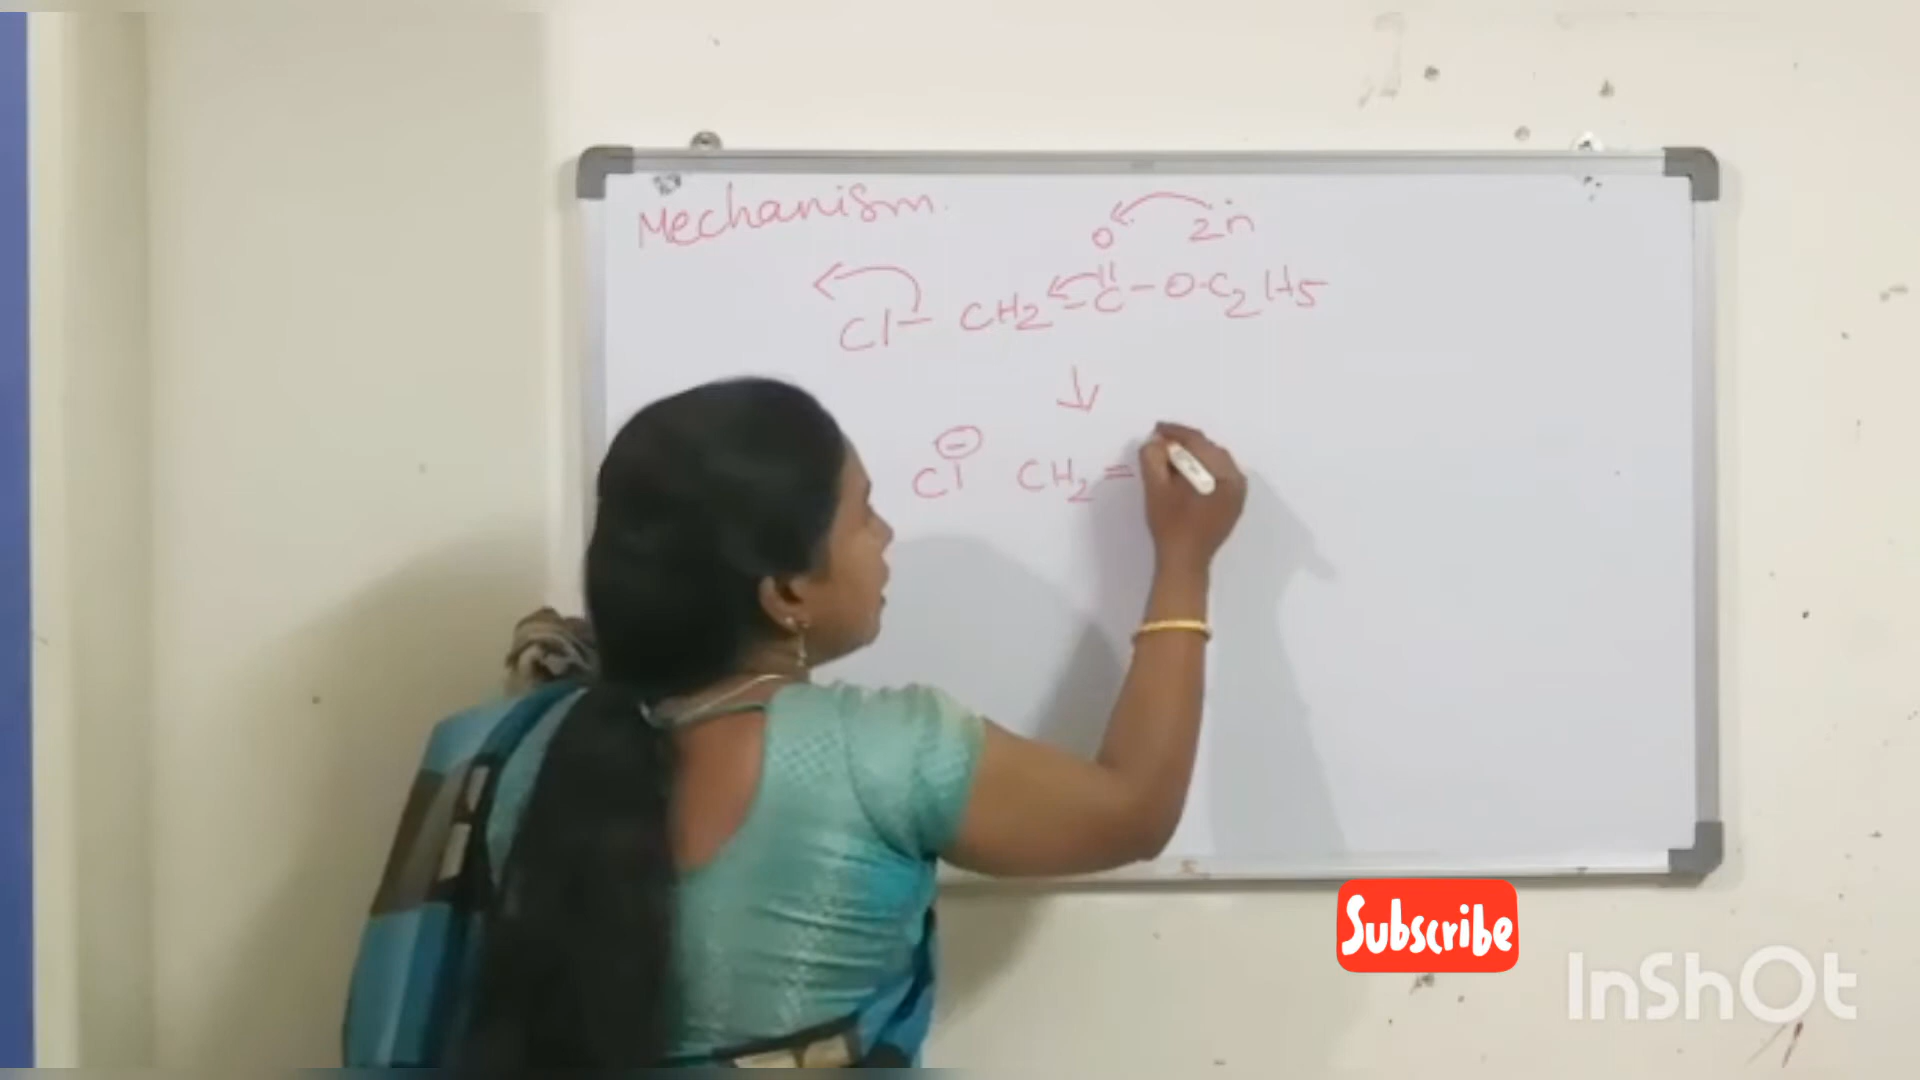 Mechanism.
O Zn
Cl - CH2 - C - O - C2H5
Cl CH2 =
Subscribe
InShOt